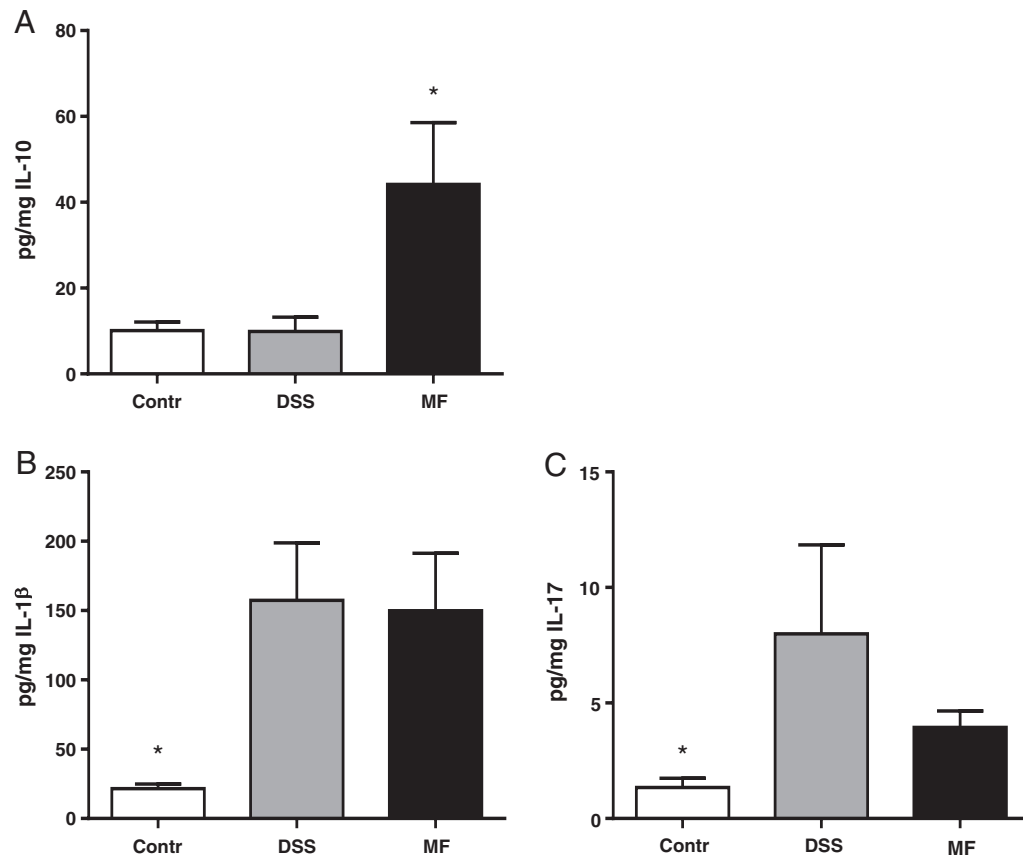 A
80
60
40
20
0
pg/mg IL-10
*
Contr DSS MF
B
250
200
150
100
50
0
pg/mg IL-1β
*
Contr DSS MF
C
15
10
5
0
pg/mg IL-17
*
Contr DSS MF